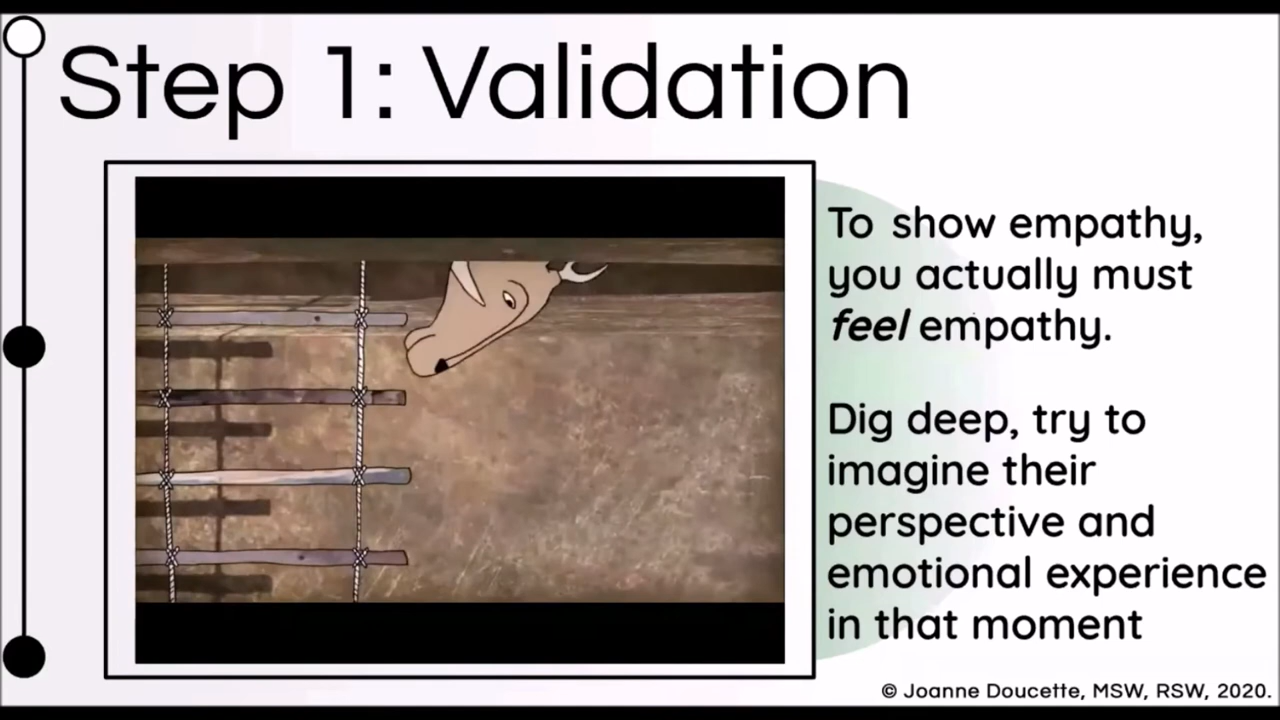 Step 1: Validation
To show empathy,
you actually must
feel empathy.
Dig deep, try to
imagine their
perspective and
emotional experience
in that moment
© Joanne Doucette, MSW, RSW, 2020.